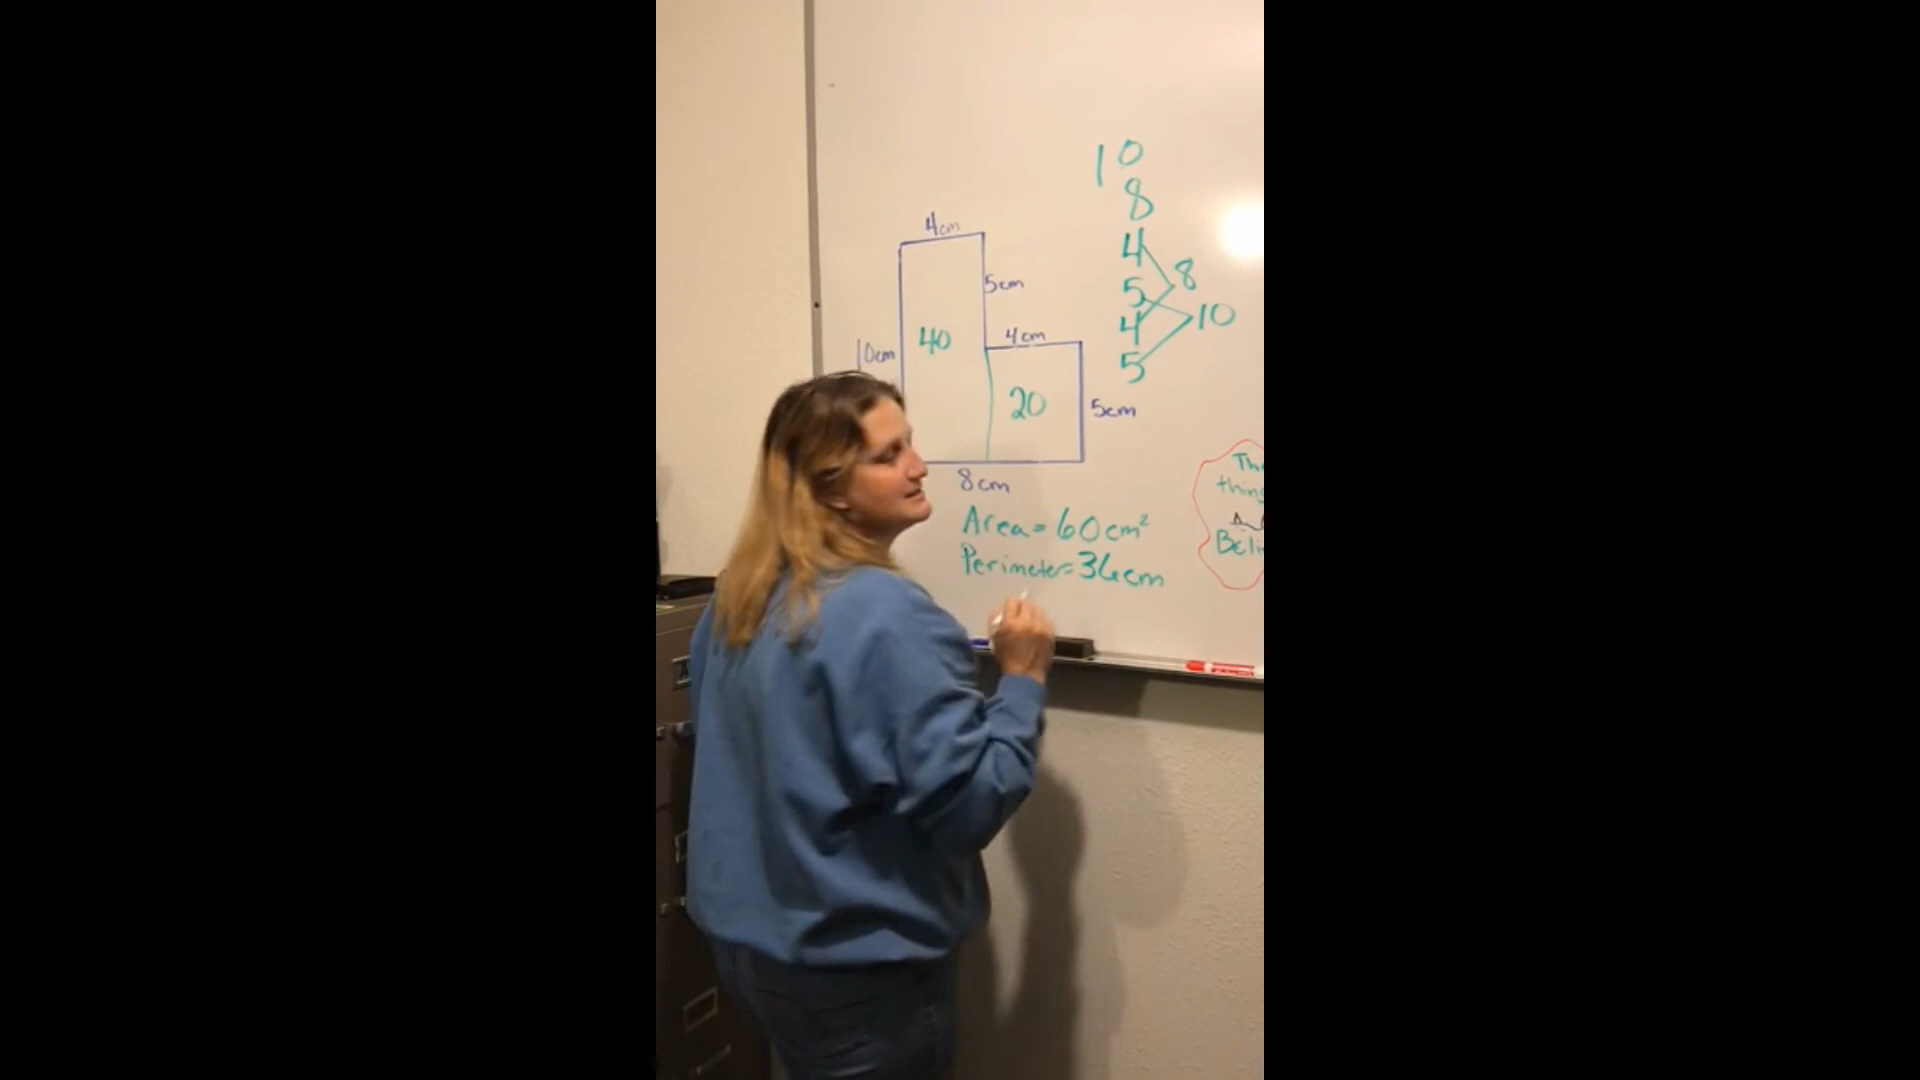 4cm
5cm
40
4cm
10cm
20
5cm
8cm
Area = 60cm²
Perimeter = 36cm
10
8
4
5
4
5
8
10
Th
thing
Beli